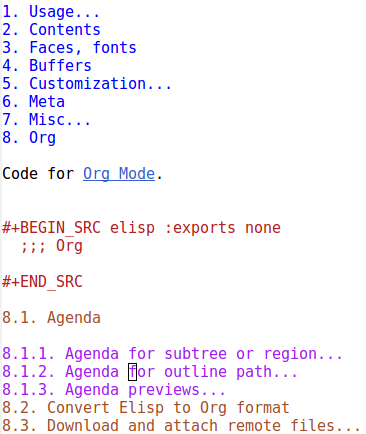 1. Usage...
2. Contents
3. Faces, fonts
4. Buffers
5. Customization...
6. Meta
7. Misc...
8. Org
Code for Org Mode.
#+BEGIN_SRC elisp :exports none
;;; Org
#+END_SRC
8.1. Agenda
8.1.1. Agenda for subtree or region...
8.1.2. Agenda for outline path...
8.1.3. Agenda previews...
8.2. Convert Elisp to Org format
8.3. Download and attach remote files...